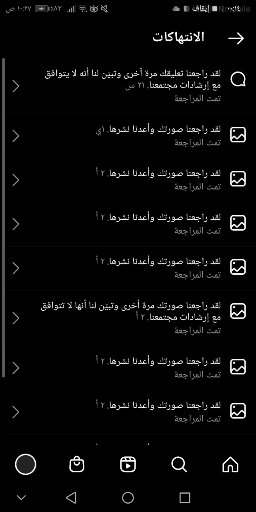 ١٠:٢٧ ص
٨٣٪
إيقاف
الانتهاكات
لقد راجعنا تعليقك مرة أخرى وتبيّن لنا أنه لا يتوافق
مع إرشادات مجتمعنا. ٢١ س
تمت المراجعة
لقد راجعنا صورتك وأعدنا نشرها. ١ي
تمت المراجعة
لقد راجعنا صورتك وأعدنا نشرها. ٢ أ
تمت المراجعة
لقد راجعنا صورتك وأعدنا نشرها. ٢ أ
تمت المراجعة
لقد راجعنا صورتك وأعدنا نشرها. ٢ أ
تمت المراجعة
لقد راجعنا صورتك مرة أخرى وتبيّن لنا أنها لا تتوافق
مع إرشادات مجتمعنا. ٢ أ
تمت المراجعة
لقد راجعنا صورتك وأعدنا نشرها. ٢ أ
تمت المراجعة
لقد راجعنا صورتك وأعدنا نشرها. ٢ أ
تمت المراجعة